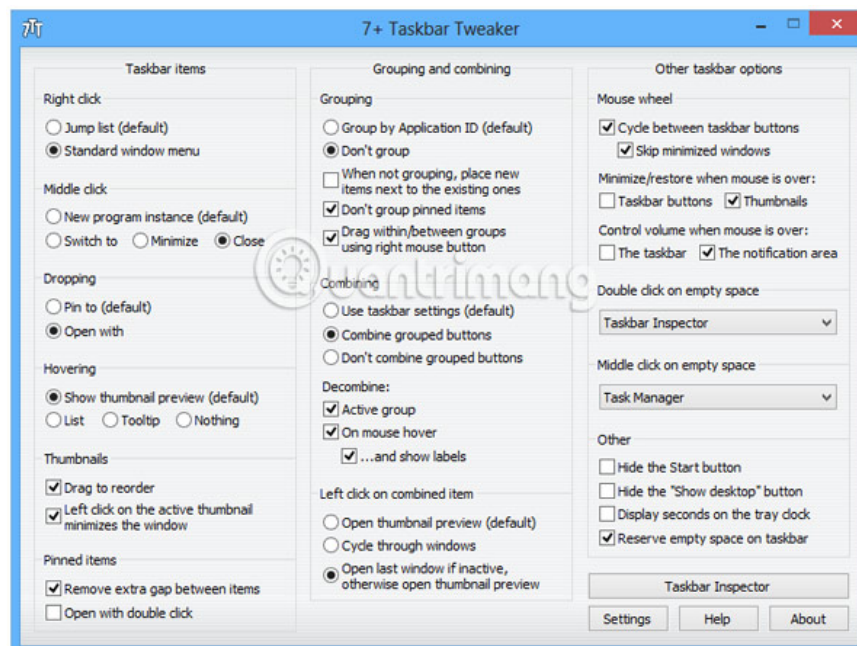 7+ Taskbar Tweaker
Taskbar items
Right click
Jump list (default)
Standard window menu
Middle click
New program instance (default)
Switch to Minimize Close
Dropping
Pin to (default)
Open with
Hovering
Show thumbnail preview (default)
List Tooltip Nothing
Thumbnails
Drag to reorder
Left click on the active thumbnail
minimizes the window
Pinned items
Remove extra gap between items
Open with double click
Grouping and combining
Grouping
Group by Application ID (default)
Don't group
When not grouping, place new
items next to the existing ones
Don't group pinned items
Drag within/between groups
using right mouse button
Combining
Use taskbar settings (default)
Combine grouped buttons
Don't combine grouped buttons
Decombine:
Active group
On mouse hover
...and show labels
Left click on combined item
Open thumbnail preview (default)
Cycle through windows
Open last window if inactive,
otherwise open thumbnail preview
Other taskbar options
Mouse wheel
Cycle between taskbar buttons
Skip minimized windows
Minimize/restore when mouse is over:
Taskbar buttons Thumbnails
Control volume when mouse is over:
The taskbar The notification area
Double click on empty space
Taskbar Inspector
Middle click on empty space
Task Manager
Other
Hide the Start button
Hide the "Show desktop" button
Display seconds on the tray clock
Reserve empty space on taskbar
Taskbar Inspector
Settings Help About
Quantrimang